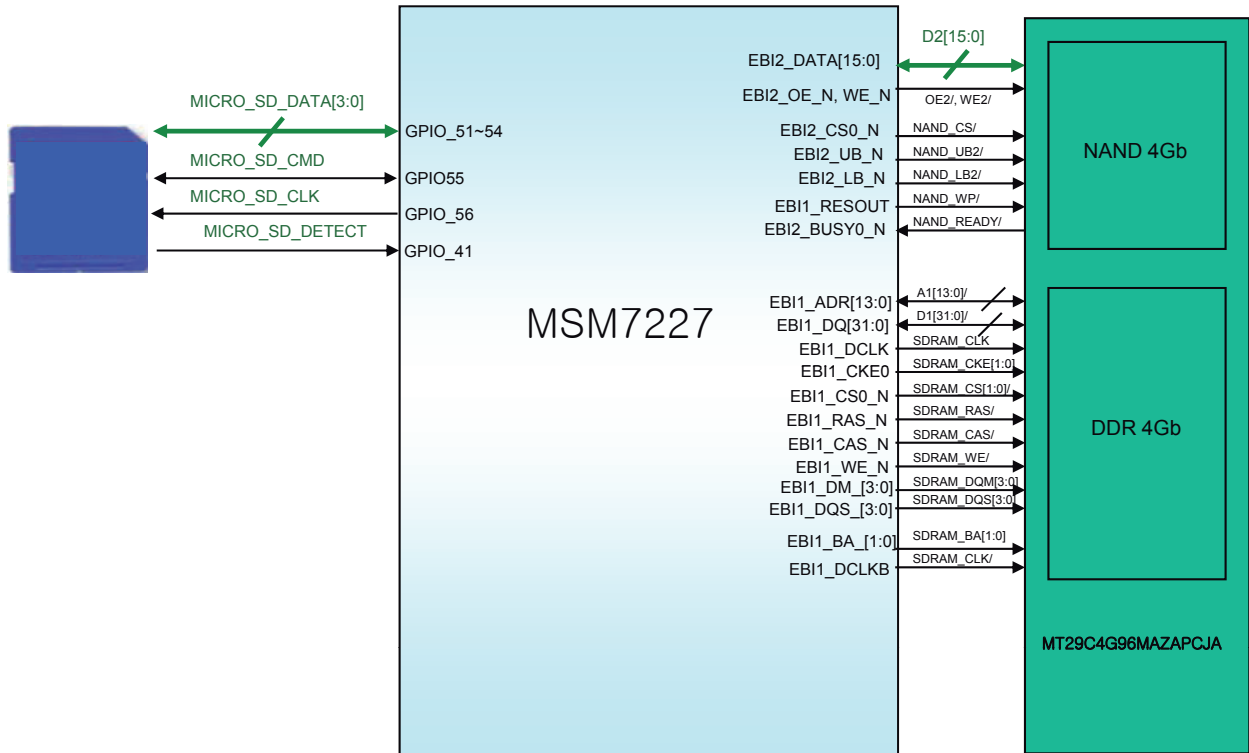 MICRO_SD_DATA[3:0]
MICRO_SD_CMD
MICRO_SD_CLK
MICRO_SD_DETECT
GPIO_51~54
GPIO55
GPIO_56
GPIO_41
MSM7227
EBI2_DATA[15:0]
EBI2_OE_N, WE_N
EBI2_CS0_N
EBI2_UB_N
EBI2_LB_N
EBI1_RESOUT
EBI2_BUSY0_N
EBI1_ADR[13:0]
EBI1_DQ[31:0]
EBI1_DCLK
EBI1_CKE0
EBI1_CS0_N
EBI1_RAS_N
EBI1_CAS_N
EBI1_WE_N
EBI1_DM_[3:0]
EBI1_DQS_[3:0]
EBI1_BA_[1:0]
EBI1_DCLKB
D2[15:0]
OE2/, WE2/
NAND_CS/
NAND_UB2/
NAND_LB2/
NAND_WP/
NAND_READY/
A1[13:0]/
D1[31:0]/
SDRAM_CLK
SDRAM_CKE[1:0]
SDRAM_CS[1:0]/
SDRAM_RAS/
SDRAM_CAS/
SDRAM_WE/
SDRAM_DQM[3:0]
SDRAM_DQS[3:0]
SDRAM_BA[1:0]
SDRAM_CLK/
NAND 4Gb
DDR 4Gb
MT29C4G96MAZAPCJA